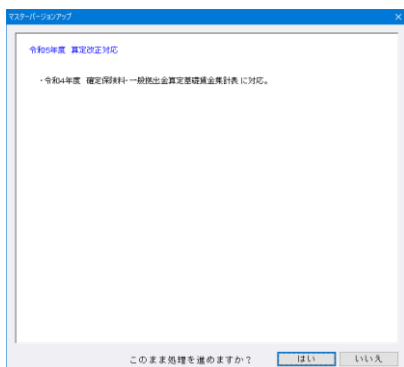 マスターバージョンアップ
令和5年度 算定改正対応
・令和4年度 確定保険料・一般拠出金算定基礎賃金集計表 に対応。
このまま処理を進めますか？
はい
いいえ